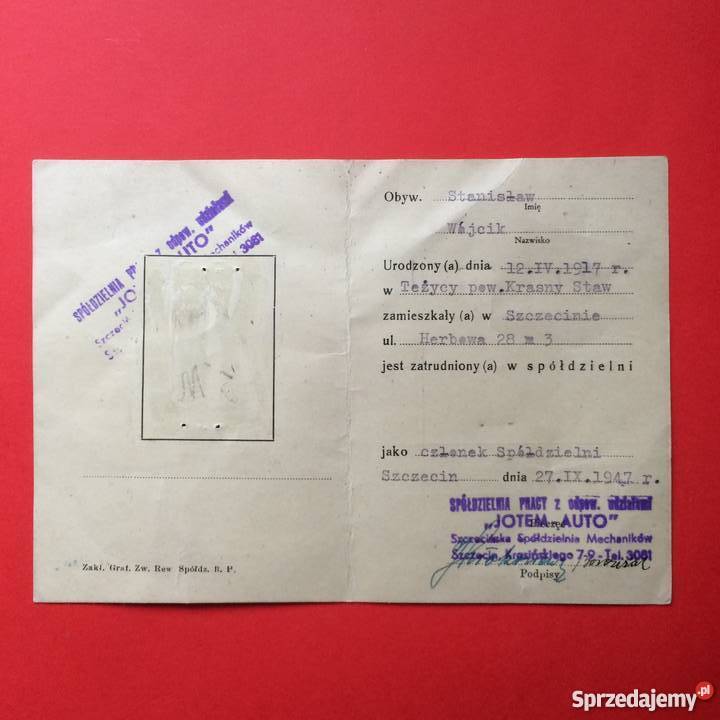 SPÓŁDZIELNIA PRACY z odpow. udziałami
"JOTEM-AUTO"
Mechaników
3081
Zakł. Graf. Zw. Rew Spółdz. R. P.
Obyw. Stanisław
Imię
Wójcik
Nazwisko
Urodzony (a) dnia 12.IV.1917 r.
w Teżycy pow. Krasny Staw
zamieszkały (a) w Szczecinie
ul. Herbowa 28 m 3
jest zatrudniony (a) w spółdzielni
jako członek Spółdzielni
Szczecin dnia 27.IX.1947 r.
SPÓŁDZIELNIA PRACY z odpow. udziałami
„JOTEM-AUTO"
Szczecińska Spółdzielnia Mechaników
Szczecin, Krasińskiego 7-9 - Tel. 3081
Podpisy
Sprzedajemy.pl